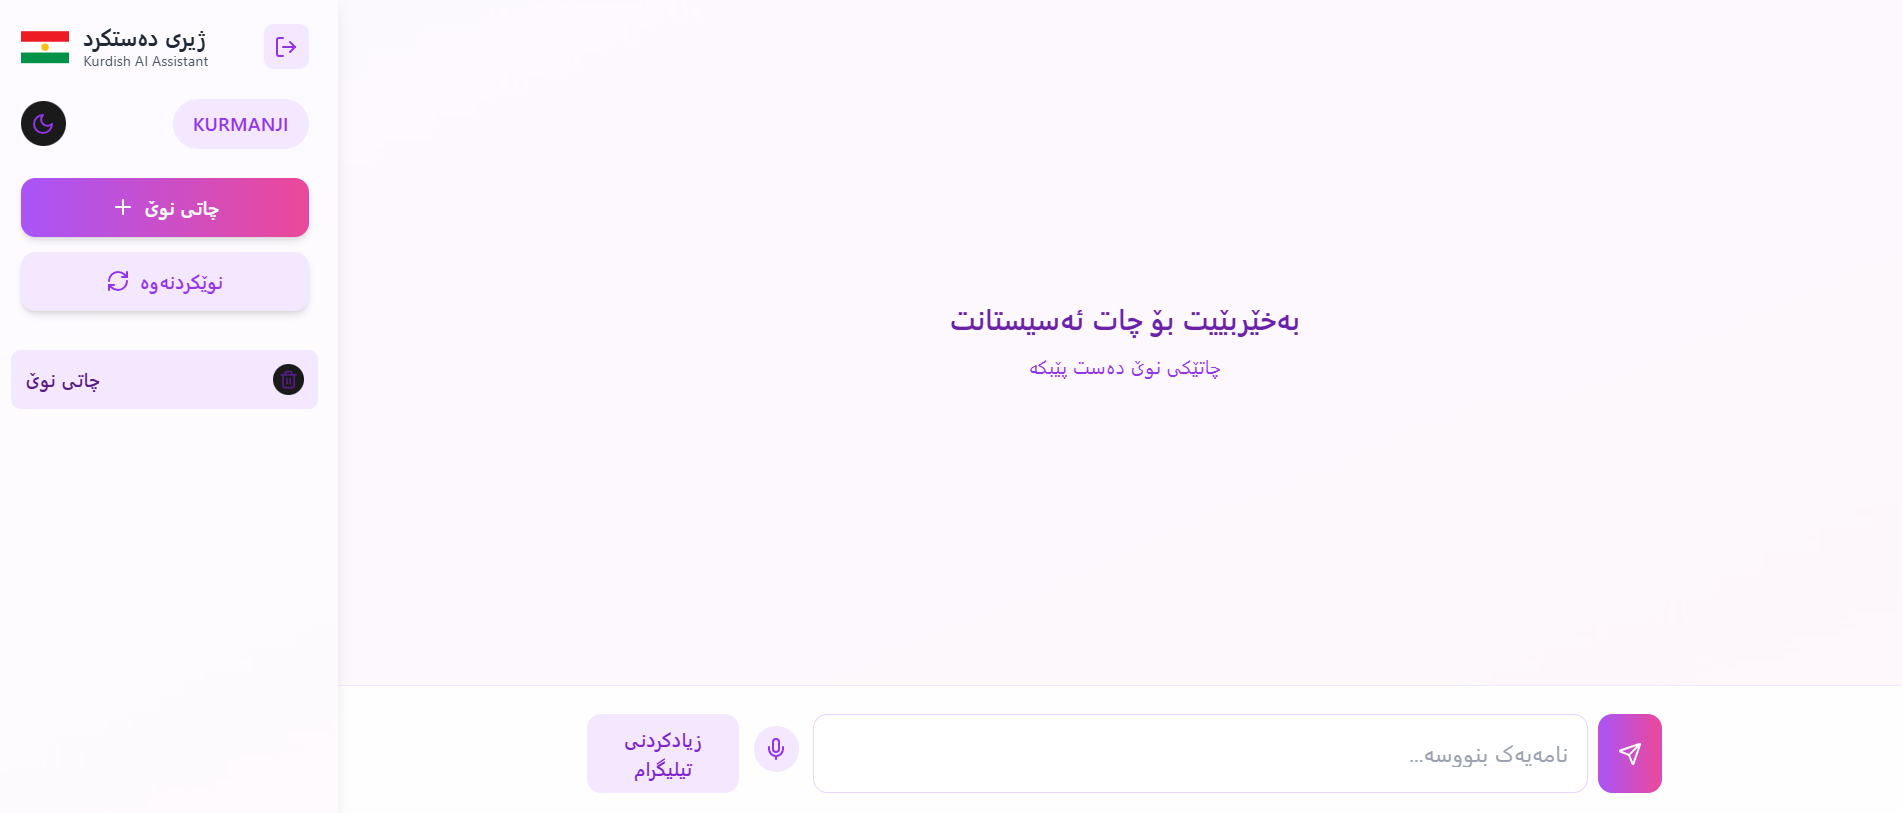 ژیری دەستکرد
Kurdish AI Assistant
KURMANJI
چاتی نوێ
نوێکردنەوە
چاتی نوێ
بەخێربێیت بۆ چات ئەسیستانت
چاتێکی نوێ دەست پێبکە
زیادکردنی
تیلیگرام
نامەیەک بنووسە...